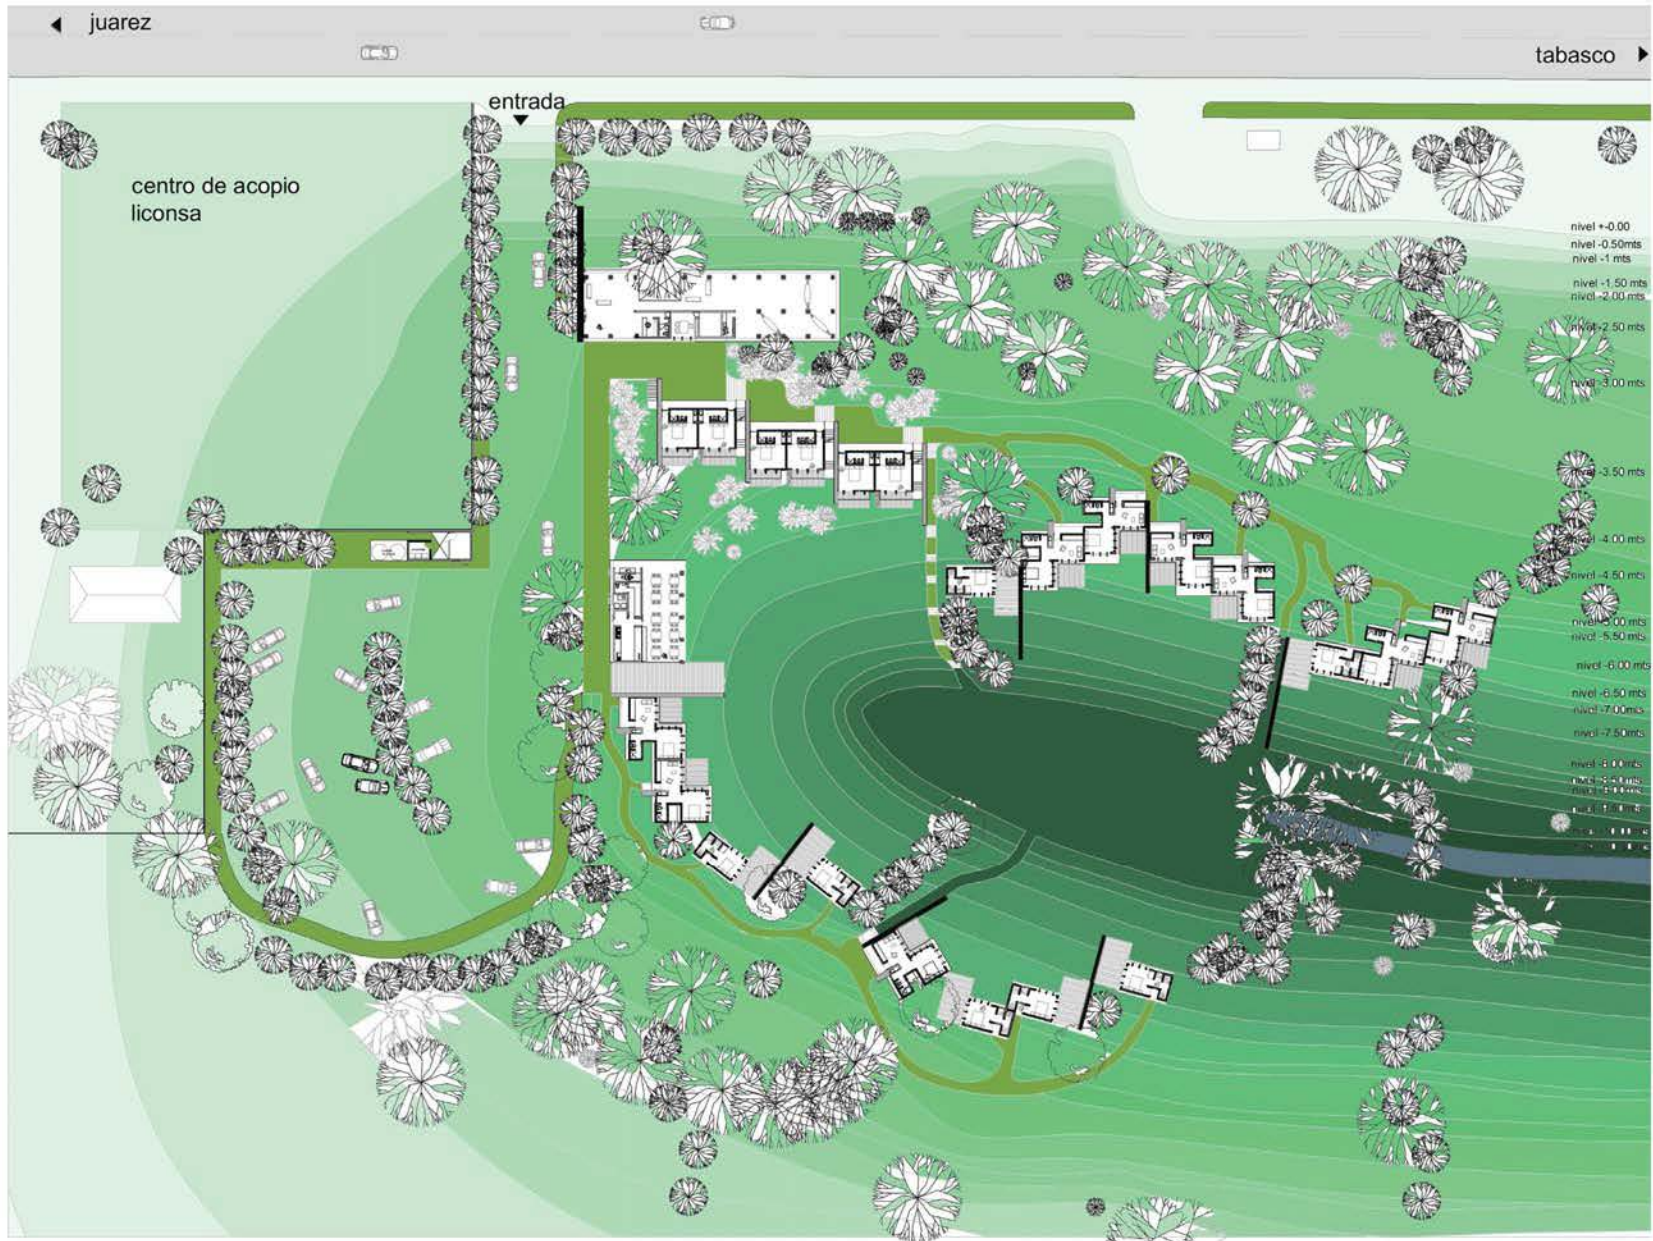 juarez
tabasco
entrada
centro de acopio
liconsa
nivel +-0.00
nivel -0.50mts
nivel -1 mts
nivel -1.50 mts
nivel -2.00 mts
nivel -2.50 mts
nivel -3.00 mts
nivel -3.50 mts
nivel -4.00 mts
nivel -4.50 mts
nivel -5.00 mts
nivel -5.50 mts
nivel -6.00 mts
nivel -6.50 mts
nivel -7.00mts
nivel -7.50mts
nivel -8.00mts